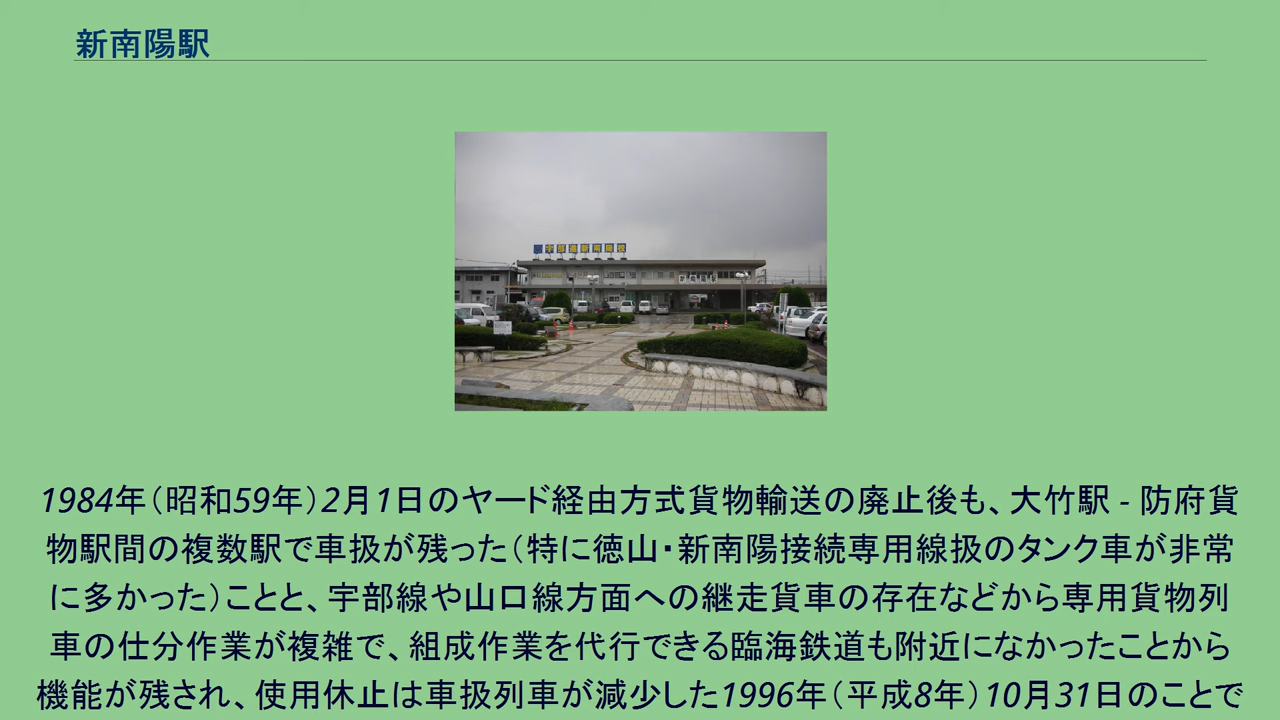 新南陽駅
1984年（昭和59年）2月1日のヤード経由方式貨物輸送の廃止後も、大竹駅 - 防府貨
物駅間の複数駅で車扱が残った（特に徳山・新南陽接続専用線扱のタンク車が非常
に多かった）ことと、宇部線や山口線方面への継走貨車の存在などから専用貨物列
車の仕分作業が複雑で、組成作業を代行できる臨海鉄道も附近になかったことから
機能が残され、使用休止は車扱列車が減少した1996年（平成8年）10月31日のことで